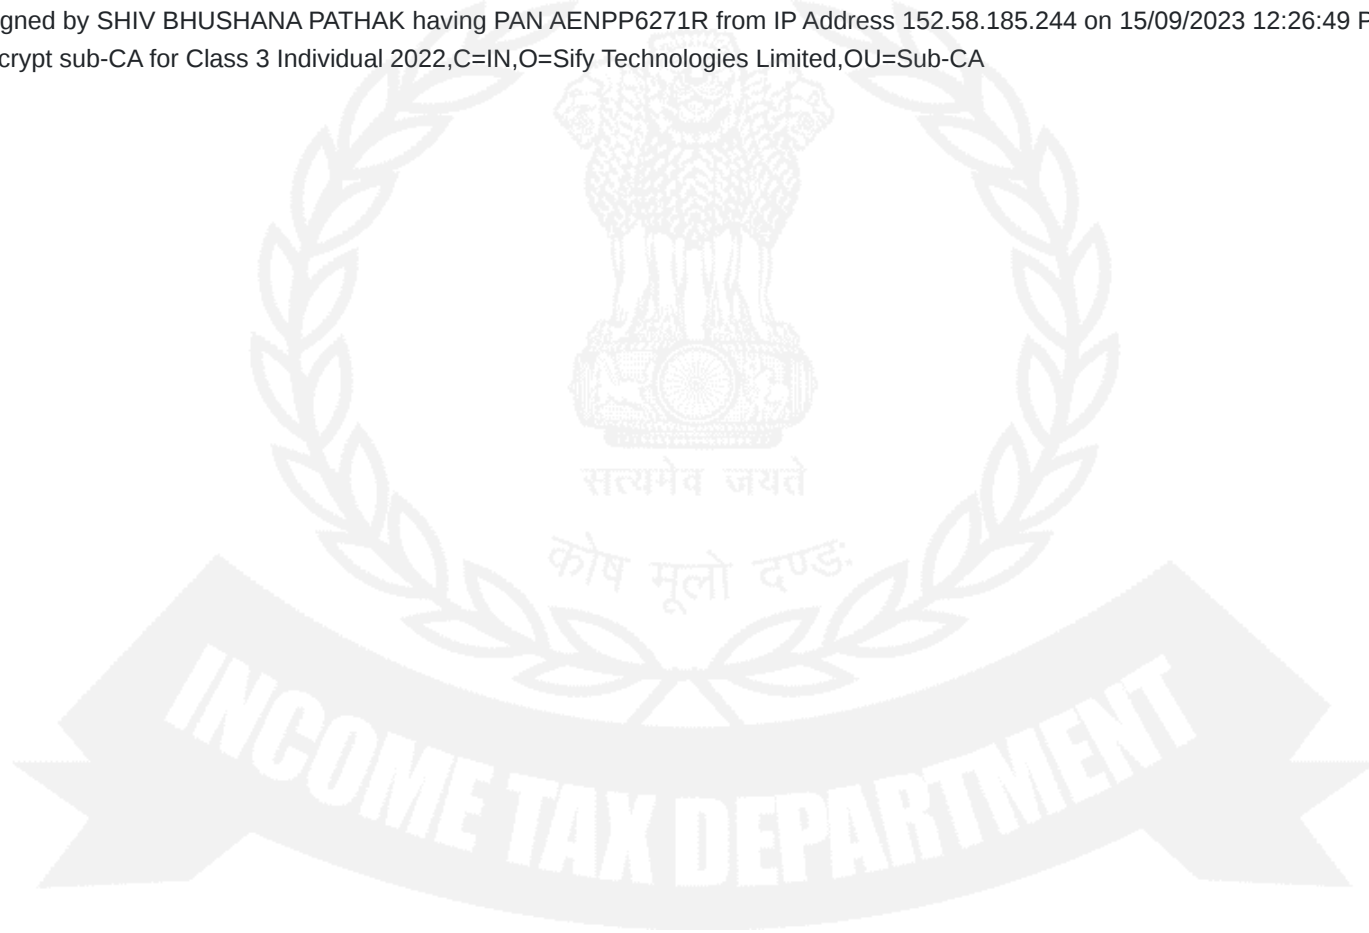 gned by SHIV BHUSHANA PATHAK having PAN AENPP6271R from IP Address 152.58.185.244 on 15/09/2023 12:26:49 P
crypt sub-CA for Class 3 Individual 2022,C=IN,O=Sify Technologies Limited,OU=Sub-CA
सत्यमेव जयते
कोष मूलो दण्डः
INCOME TAX DEPARTMENT